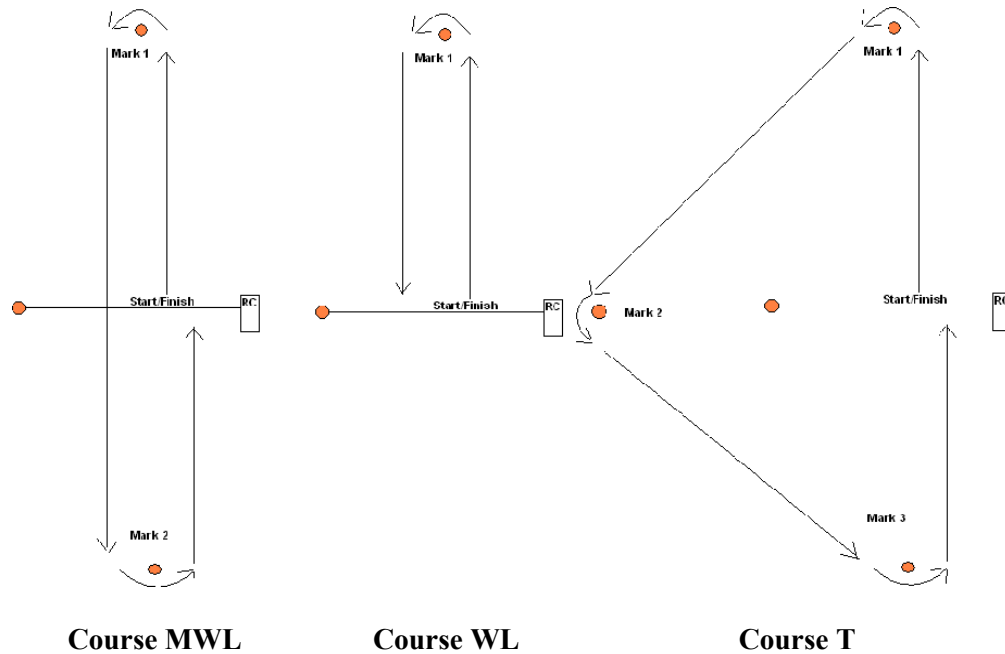 Mark 1
Start/Finish
RC
Mark 2
Course MWL
Mark 1
Start/Finish
RC
Course WL
Mark 1
Mark 2
Start/Finish
RC
Mark 3
Course T